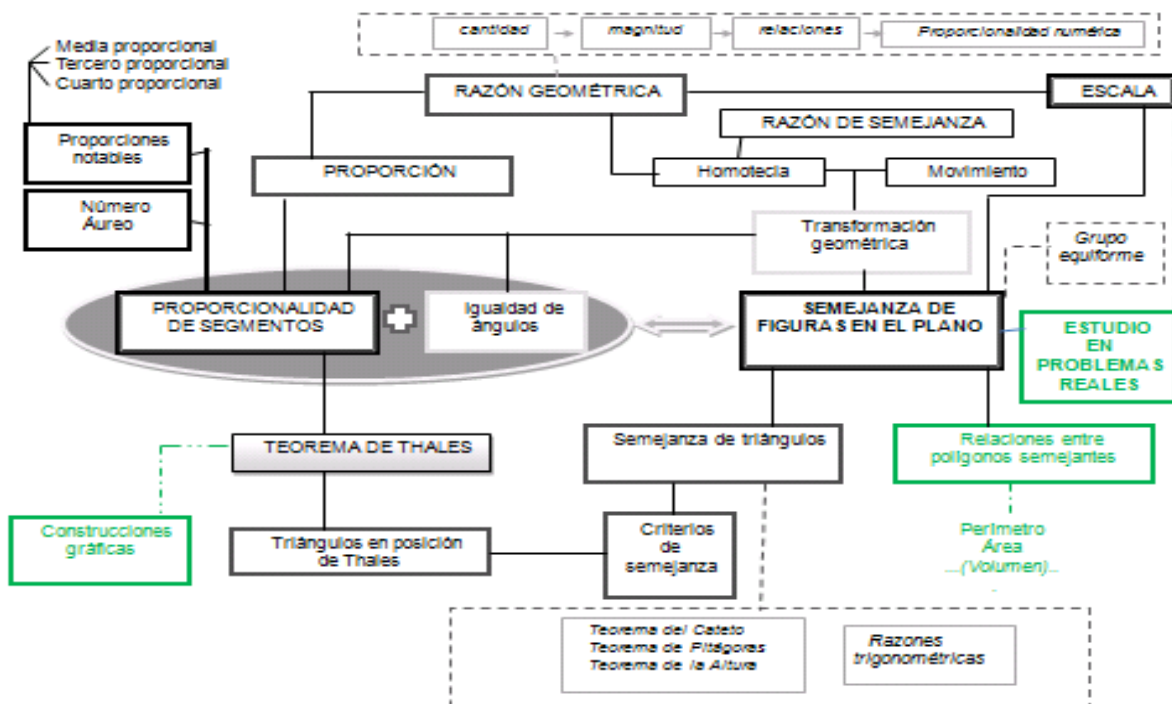 cantidad
magnitud
relaciones
Proporcionalidad numérica
Media proporcional
Tercero proporcional
Cuarto proporcional
RAZÓN GEOMÉTRICA
ESCALA
RAZÓN DE SEMEJANZA
Proporciones
notables
PROPORCIÓN
Homotecia
Movimiento
Número
Áureo
Transformación
geométrica
Grupo
equiforme
PROPORCIONALIDAD
DE SEGMENTOS
Igualdad de
ángulos
SEMEJANZA DE
FIGURAS EN EL PLANO
ESTUDIO
EN
PROBLEMAS
REALES
TEOREMA DE THALES
Semejanza de triángulos
Relaciones entre
polígonos semejantes
Construcciones
gráficas
Triángulos en posición
de Thales
Criterios
de
semejanza
Perímetro
Área
...(Volumen)...
Teorema del Cateto
Teorema de Pitágoras
Teorema de la Altura
Razones
trigonométricas